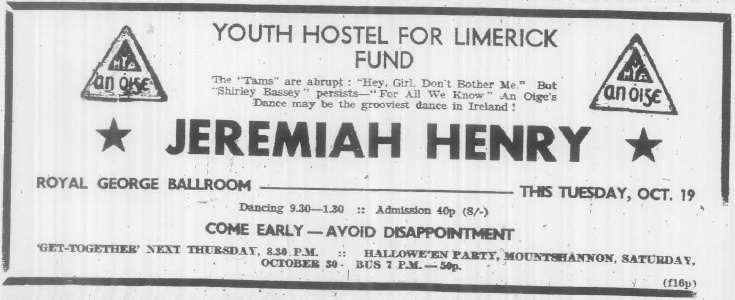 YOUTH HOSTEL FOR LIMERICK
FUND
an óige
an óige
The "Tams" are abrupt : "Hey, Girl, Don't Bother Me." But
"Shirley Bassey" persists—"For All We Know" An Oige's
Dance may be the grooviest dance in Ireland !
★ JEREMIAH HENRY ★
ROYAL GEORGE BALLROOM ——— THIS TUESDAY, OCT. 19
Dancing 9.30—1.30 :: Admission 40p (8/-)
COME EARLY — AVOID DISAPPOINTMENT
'GET-TOGETHER' NEXT THURSDAY, 8.30 P.M. :: HALLOWE'EN PARTY, MOUNTSHANNON, SATURDAY,
OCTOBER 30 - BUS 7 P.M. — 50p.
(f16p)